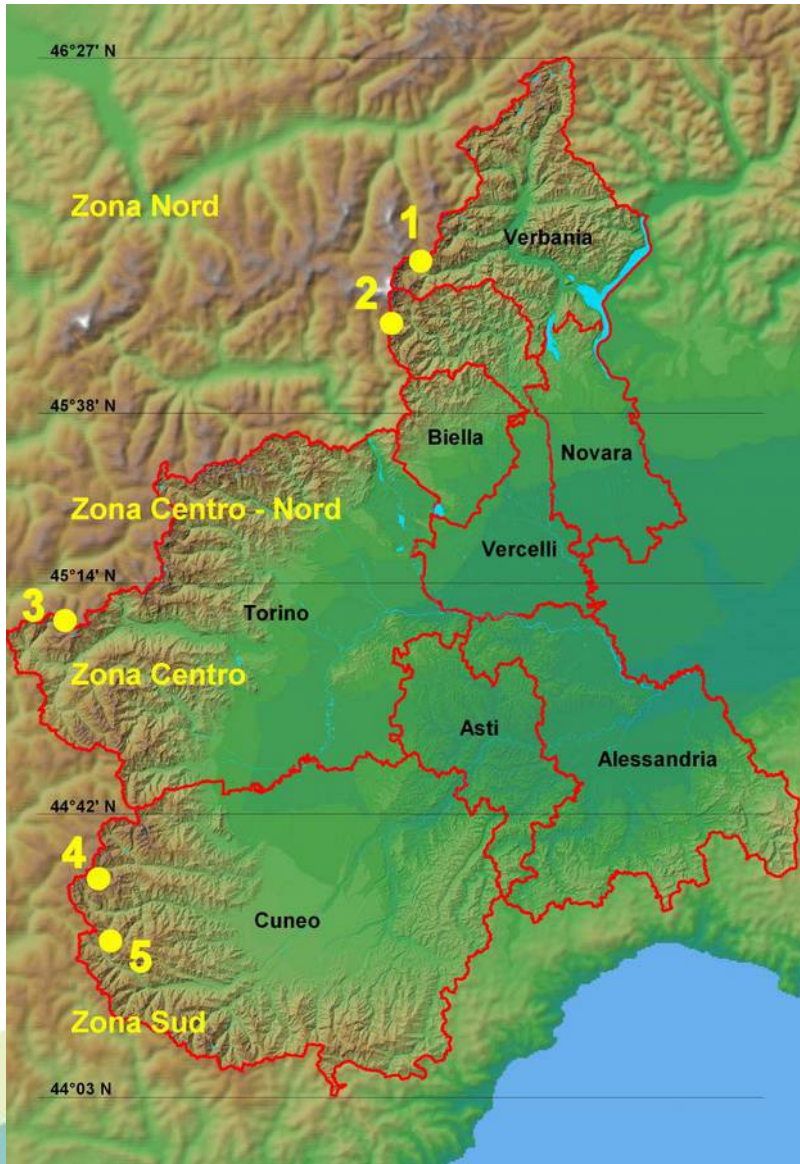 46°27' N
Zona Nord
1
Verbania
2
45°38' N
Biella
Novara
Zona Centro - Nord
Vercelli
45°14' N
3
Torino
Zona Centro
Asti
Alessandria
44°42' N
4
Cuneo
5
Zona Sud
44°03 N